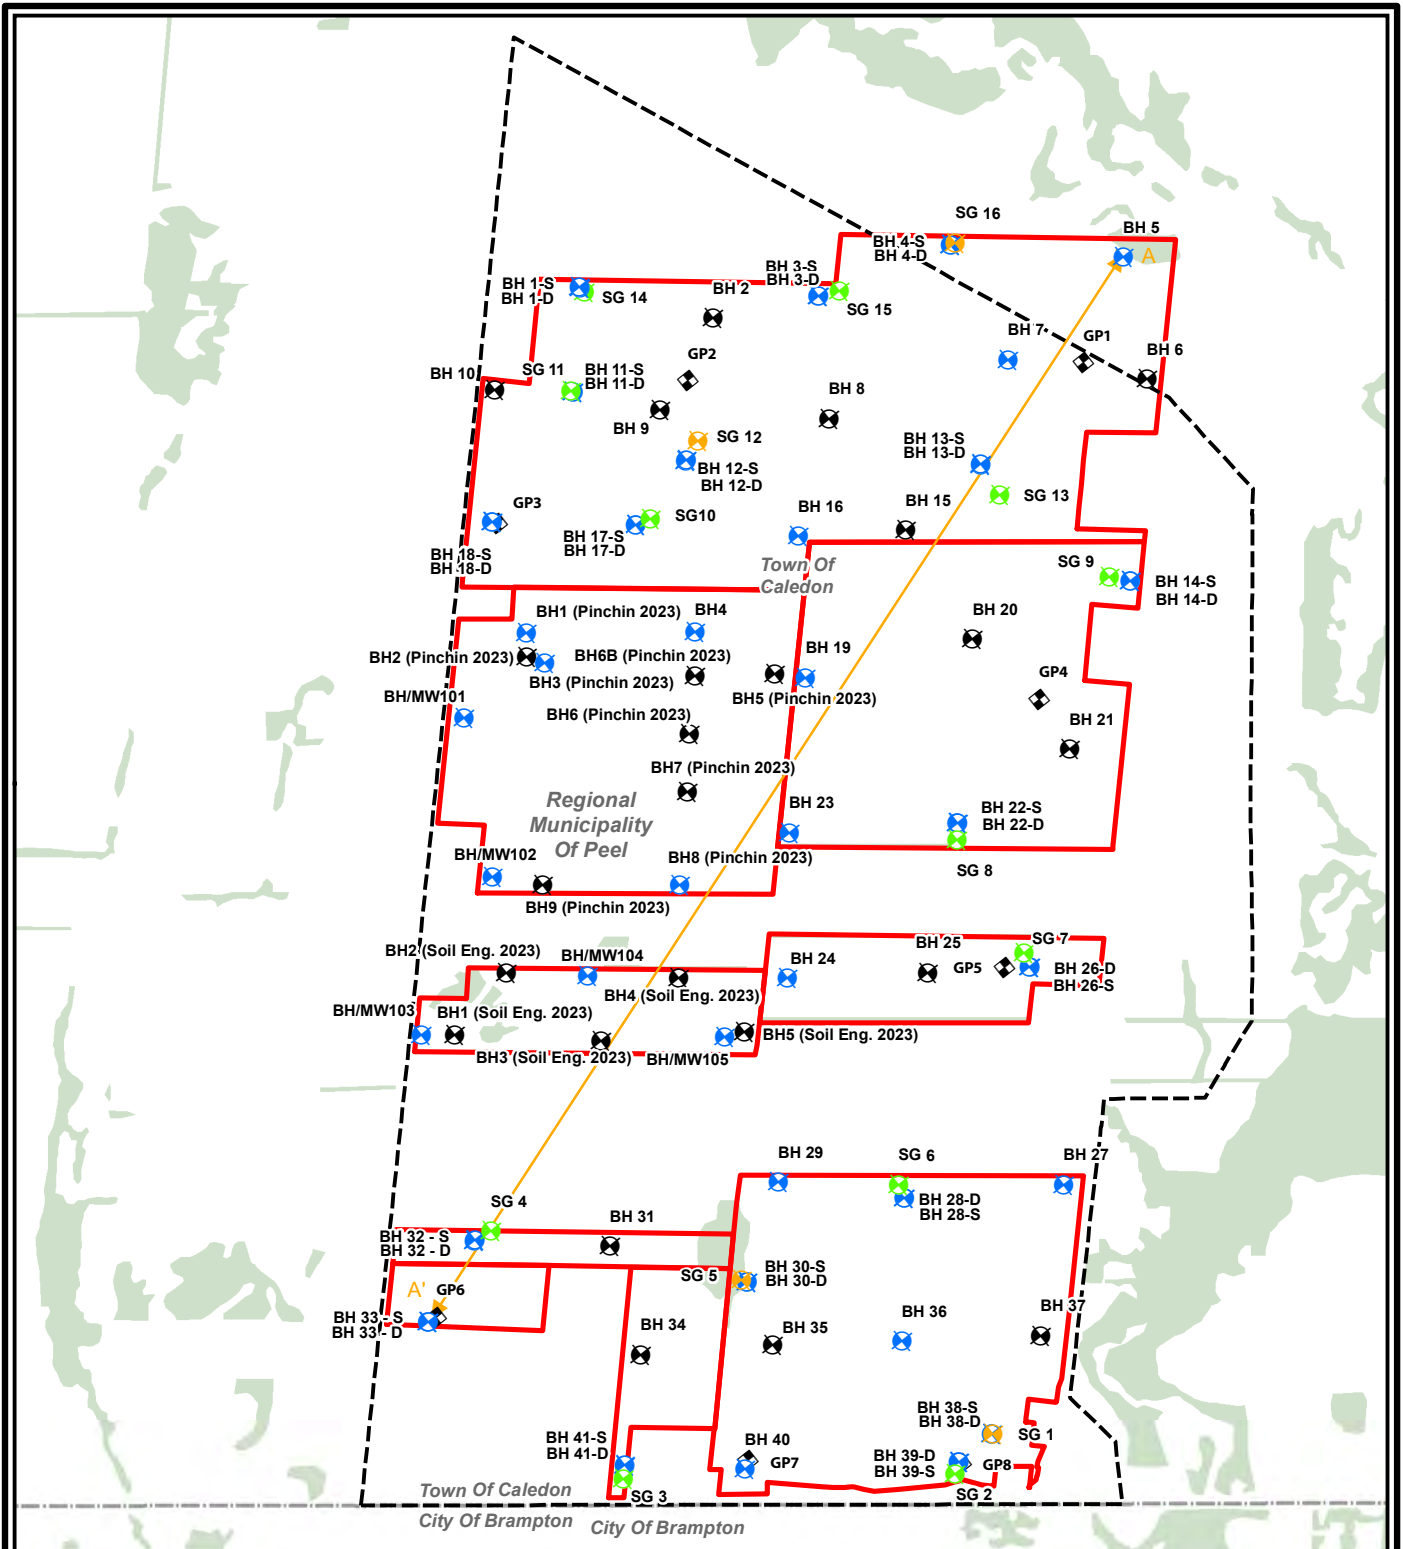 SG 16
BH 5
BH 4-S
BH 4-D
A
BH 3-S
BH 3-D
BH 1-S
BH 1-D
SG 14
BH 2
SG 15
BH 7
GP1
BH 6
GP2
BH 10
SG 11
BH 11-S
BH 11-D
BH 8
BH 9
SG 12
BH 13-S
BH 13-D
BH 12-S
BH 12-D
SG 13
GP3
SG10
BH 16
BH 15
BH 17-S
BH 17-D
BH 18-S
BH 18-D
Town Of
Caledon
SG 9
BH 14-S
BH 14-D
BH1 (Pinchin 2023)
BH4
BH 20
BH2 (Pinchin 2023)
BH6B (Pinchin 2023)
BH 19
BH3 (Pinchin 2023)
GP4
BH5 (Pinchin 2023)
BH/MW101
BH6 (Pinchin 2023)
BH 21
BH7 (Pinchin 2023)
Regional
Municipality
Of Peel
BH 23
BH 22-S
BH 22-D
BH/MW102
BH8 (Pinchin 2023)
SG 8
BH9 (Pinchin 2023)
BH2 (Soil Eng. 2023)
BH/MW104
BH 24
BH 25
SG 7
GP5
BH 26-D
BH 26-S
BH4 (Soil Eng. 2023)
BH/MW103
BH1 (Soil Eng. 2023)
BH5 (Soil Eng. 2023)
BH3 (Soil Eng. 2023)
BH/MW105
BH 29
SG 6
BH 27
BH 28-D
BH 28-S
SG 4
BH 31
BH 32 - S
BH 32 - D
SG 5
BH 30-S
BH 30-D
A'
GP6
BH 33 - S
BH 33 - D
BH 34
BH 35
BH 36
BH 37
BH 38-S
BH 38-D
SG 1
BH 41-S
BH 41-D
BH 40
GP7
BH 39-D
BH 39-S
GP8
SG 2
SG 3
Town Of Caledon
City Of Brampton
City Of Brampton